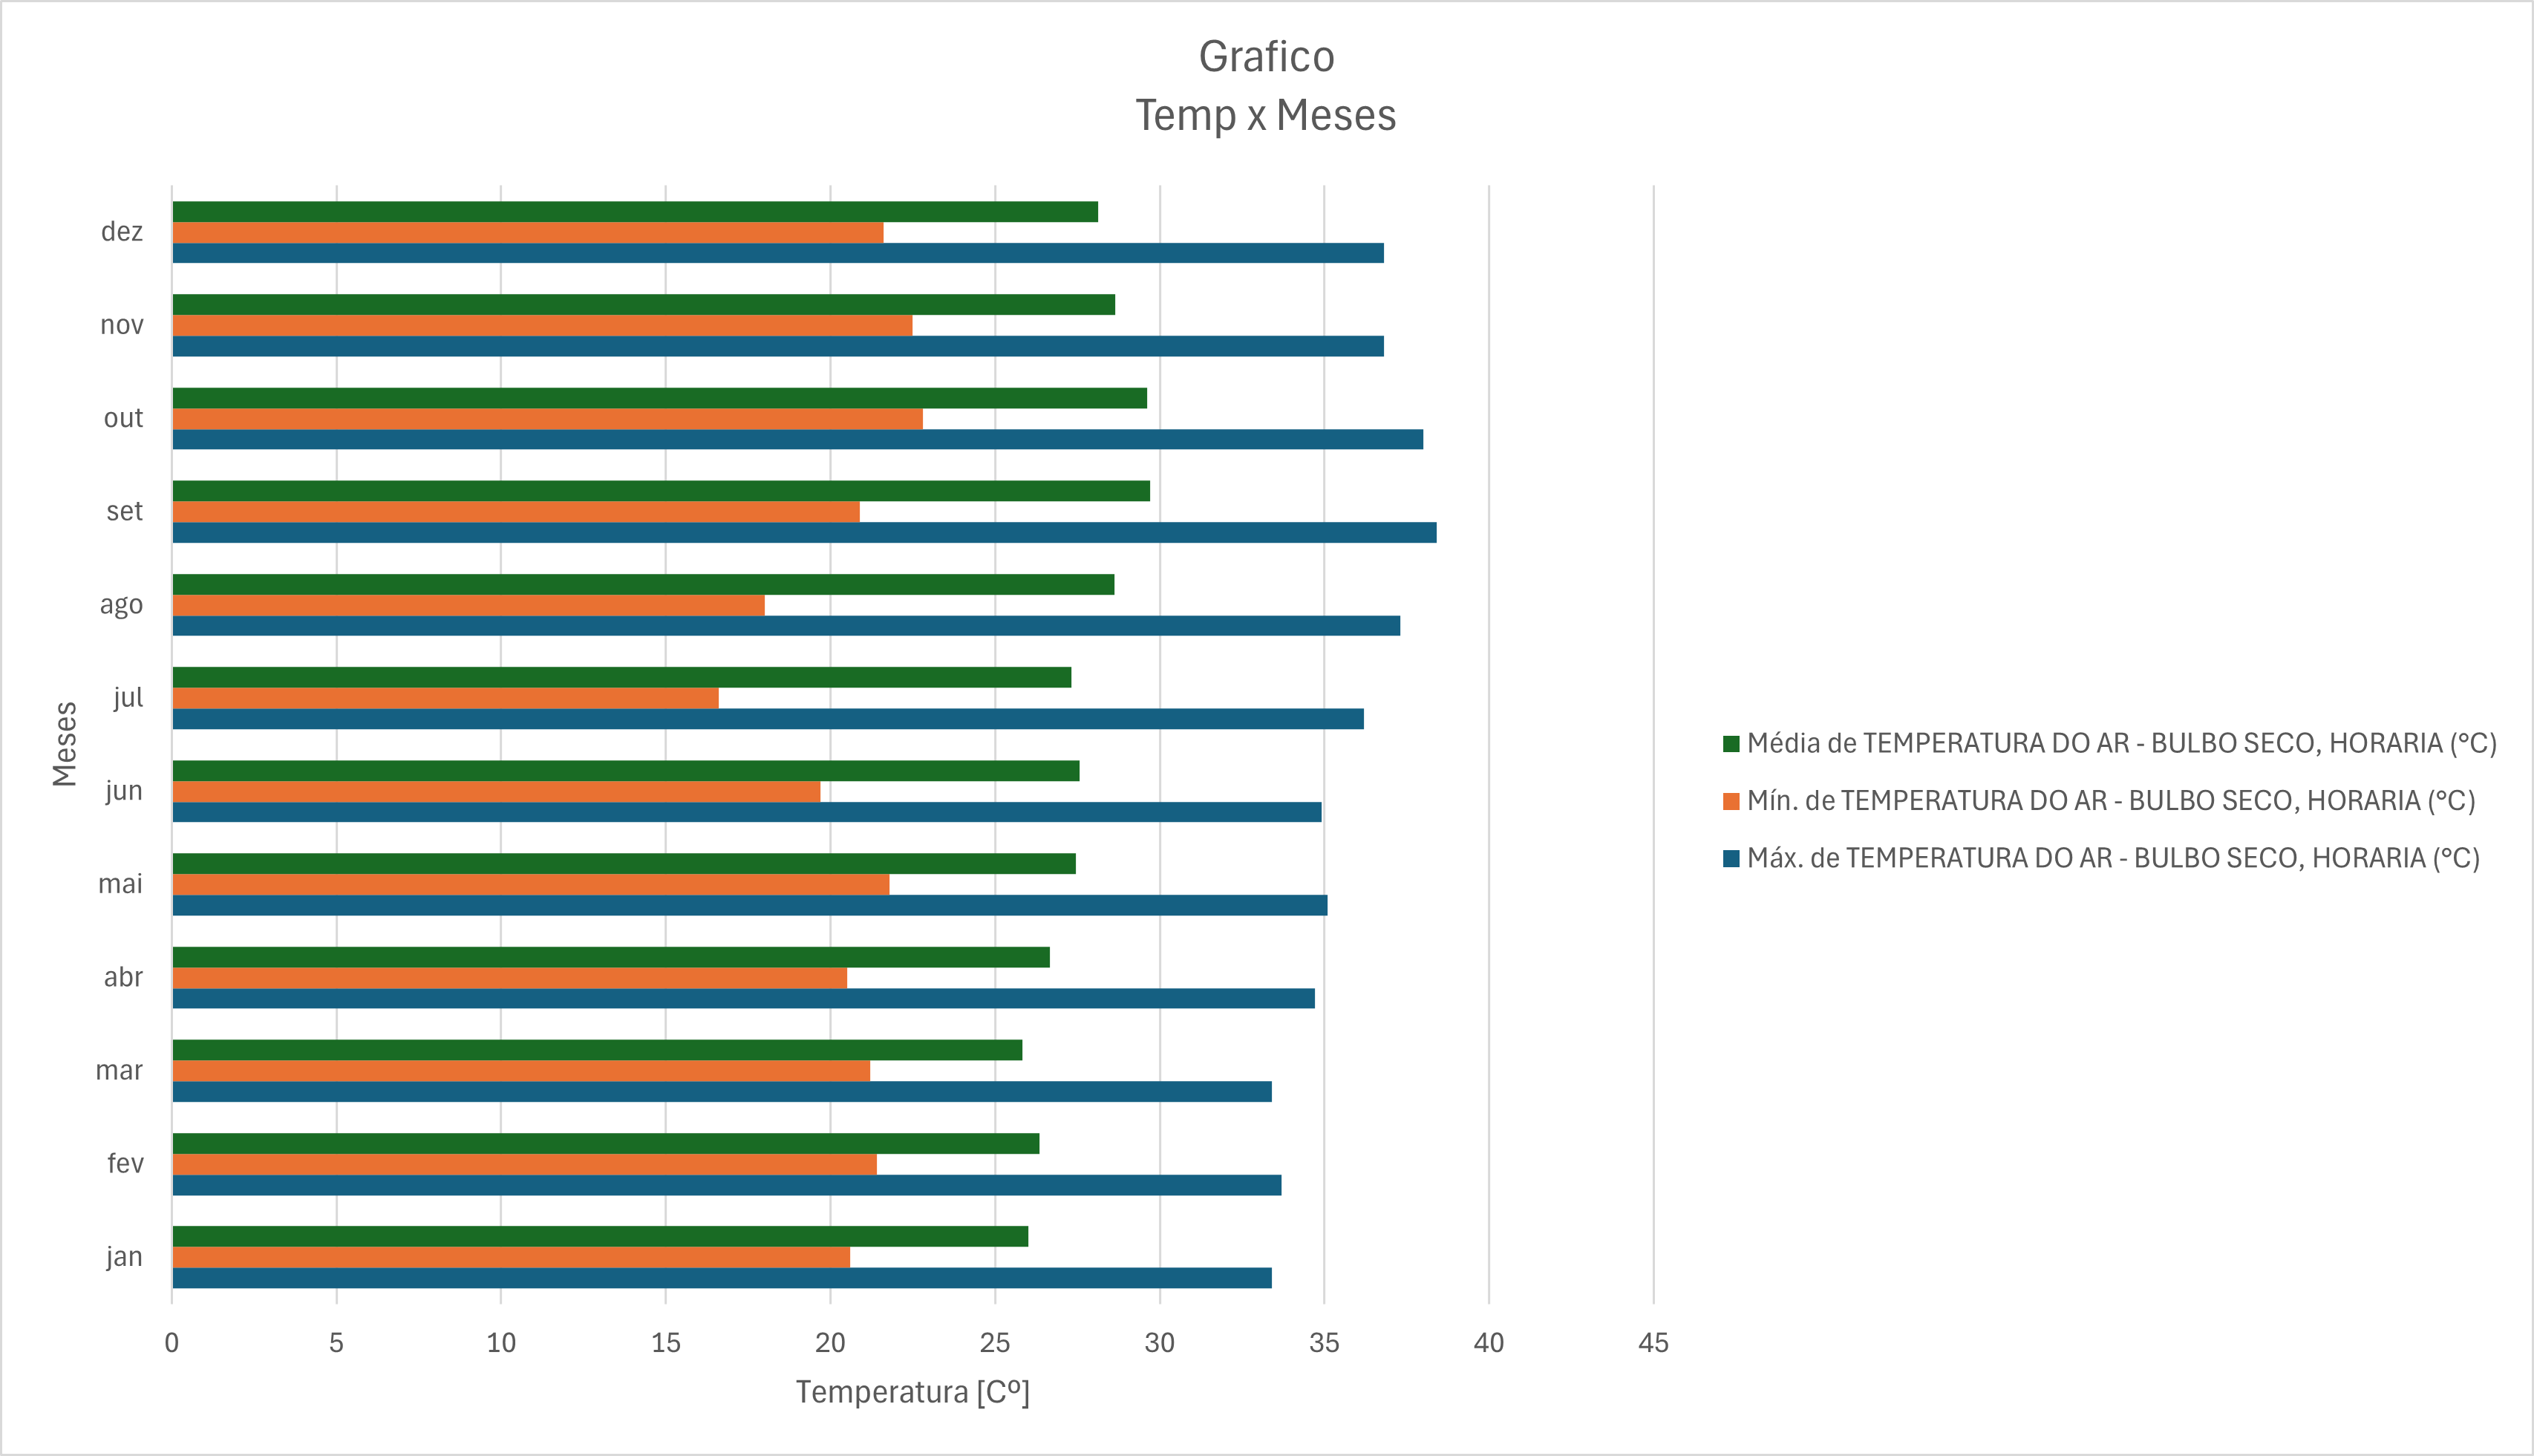 Grafico
Temp x Meses
dez
nov
out
set
ago
jul
jun
mai
abr
mar
fev
jan
Meses
0 5 10 15 20 25 30 35 40 45
Temperatura [Cº]
Média de TEMPERATURA DO AR - BULBO SECO, HORARIA (°C)
Mín. de TEMPERATURA DO AR - BULBO SECO, HORARIA (°C)
Máx. de TEMPERATURA DO AR - BULBO SECO, HORARIA (°C)